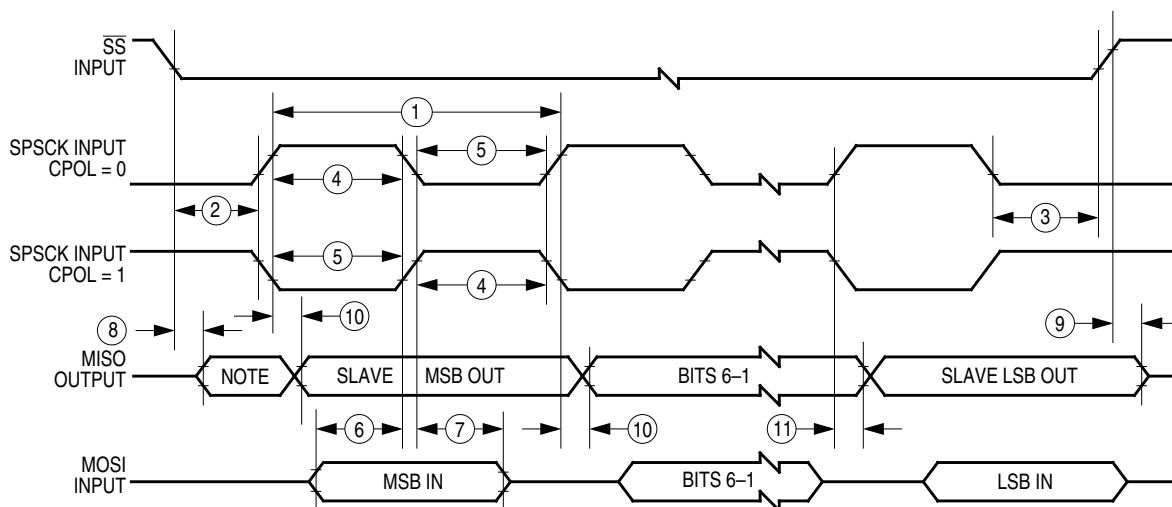 SS
INPUT
1
SPSCK INPUT
CPOL = 0
5
4
2
3
SPSCK INPUT
CPOL = 1
5
4
8
10
9
MISO
OUTPUT
NOTE
SLAVE MSB OUT
BITS 6–1
SLAVE LSB OUT
6
7
10
11
MOSI
INPUT
MSB IN
BITS 6–1
LSB IN